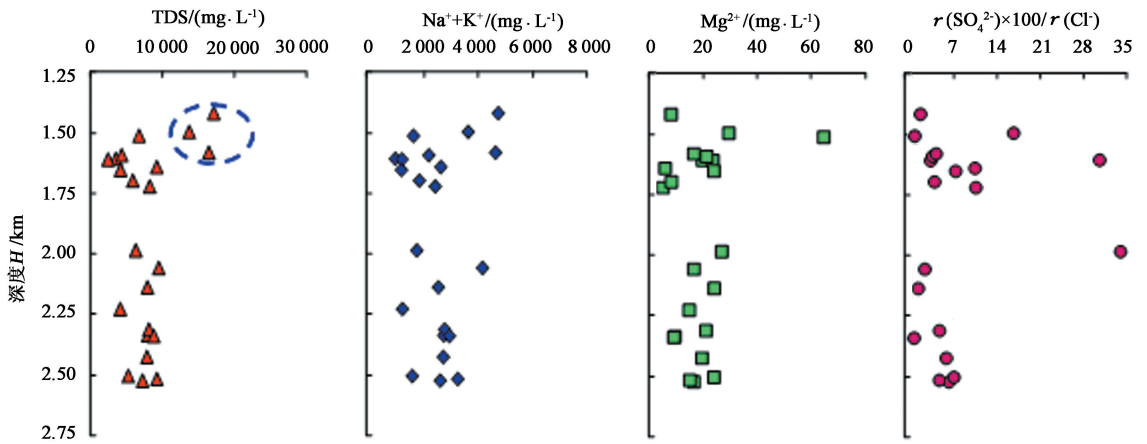 TDS/(mg· L⁻¹)
0 10 000 20 000 30 000
Na⁺+K⁺/(mg· L⁻¹)
0 2 000 4 000 6 000 8 000
Mg²⁺/(mg· L⁻¹)
0 20 40 60 80
r (SO₄²⁻)×100/ r (Cl⁻)
0 7 14 21 28 35
深度H /km
1.25
1.50
1.75
2.00
2.25
2.50
2.75